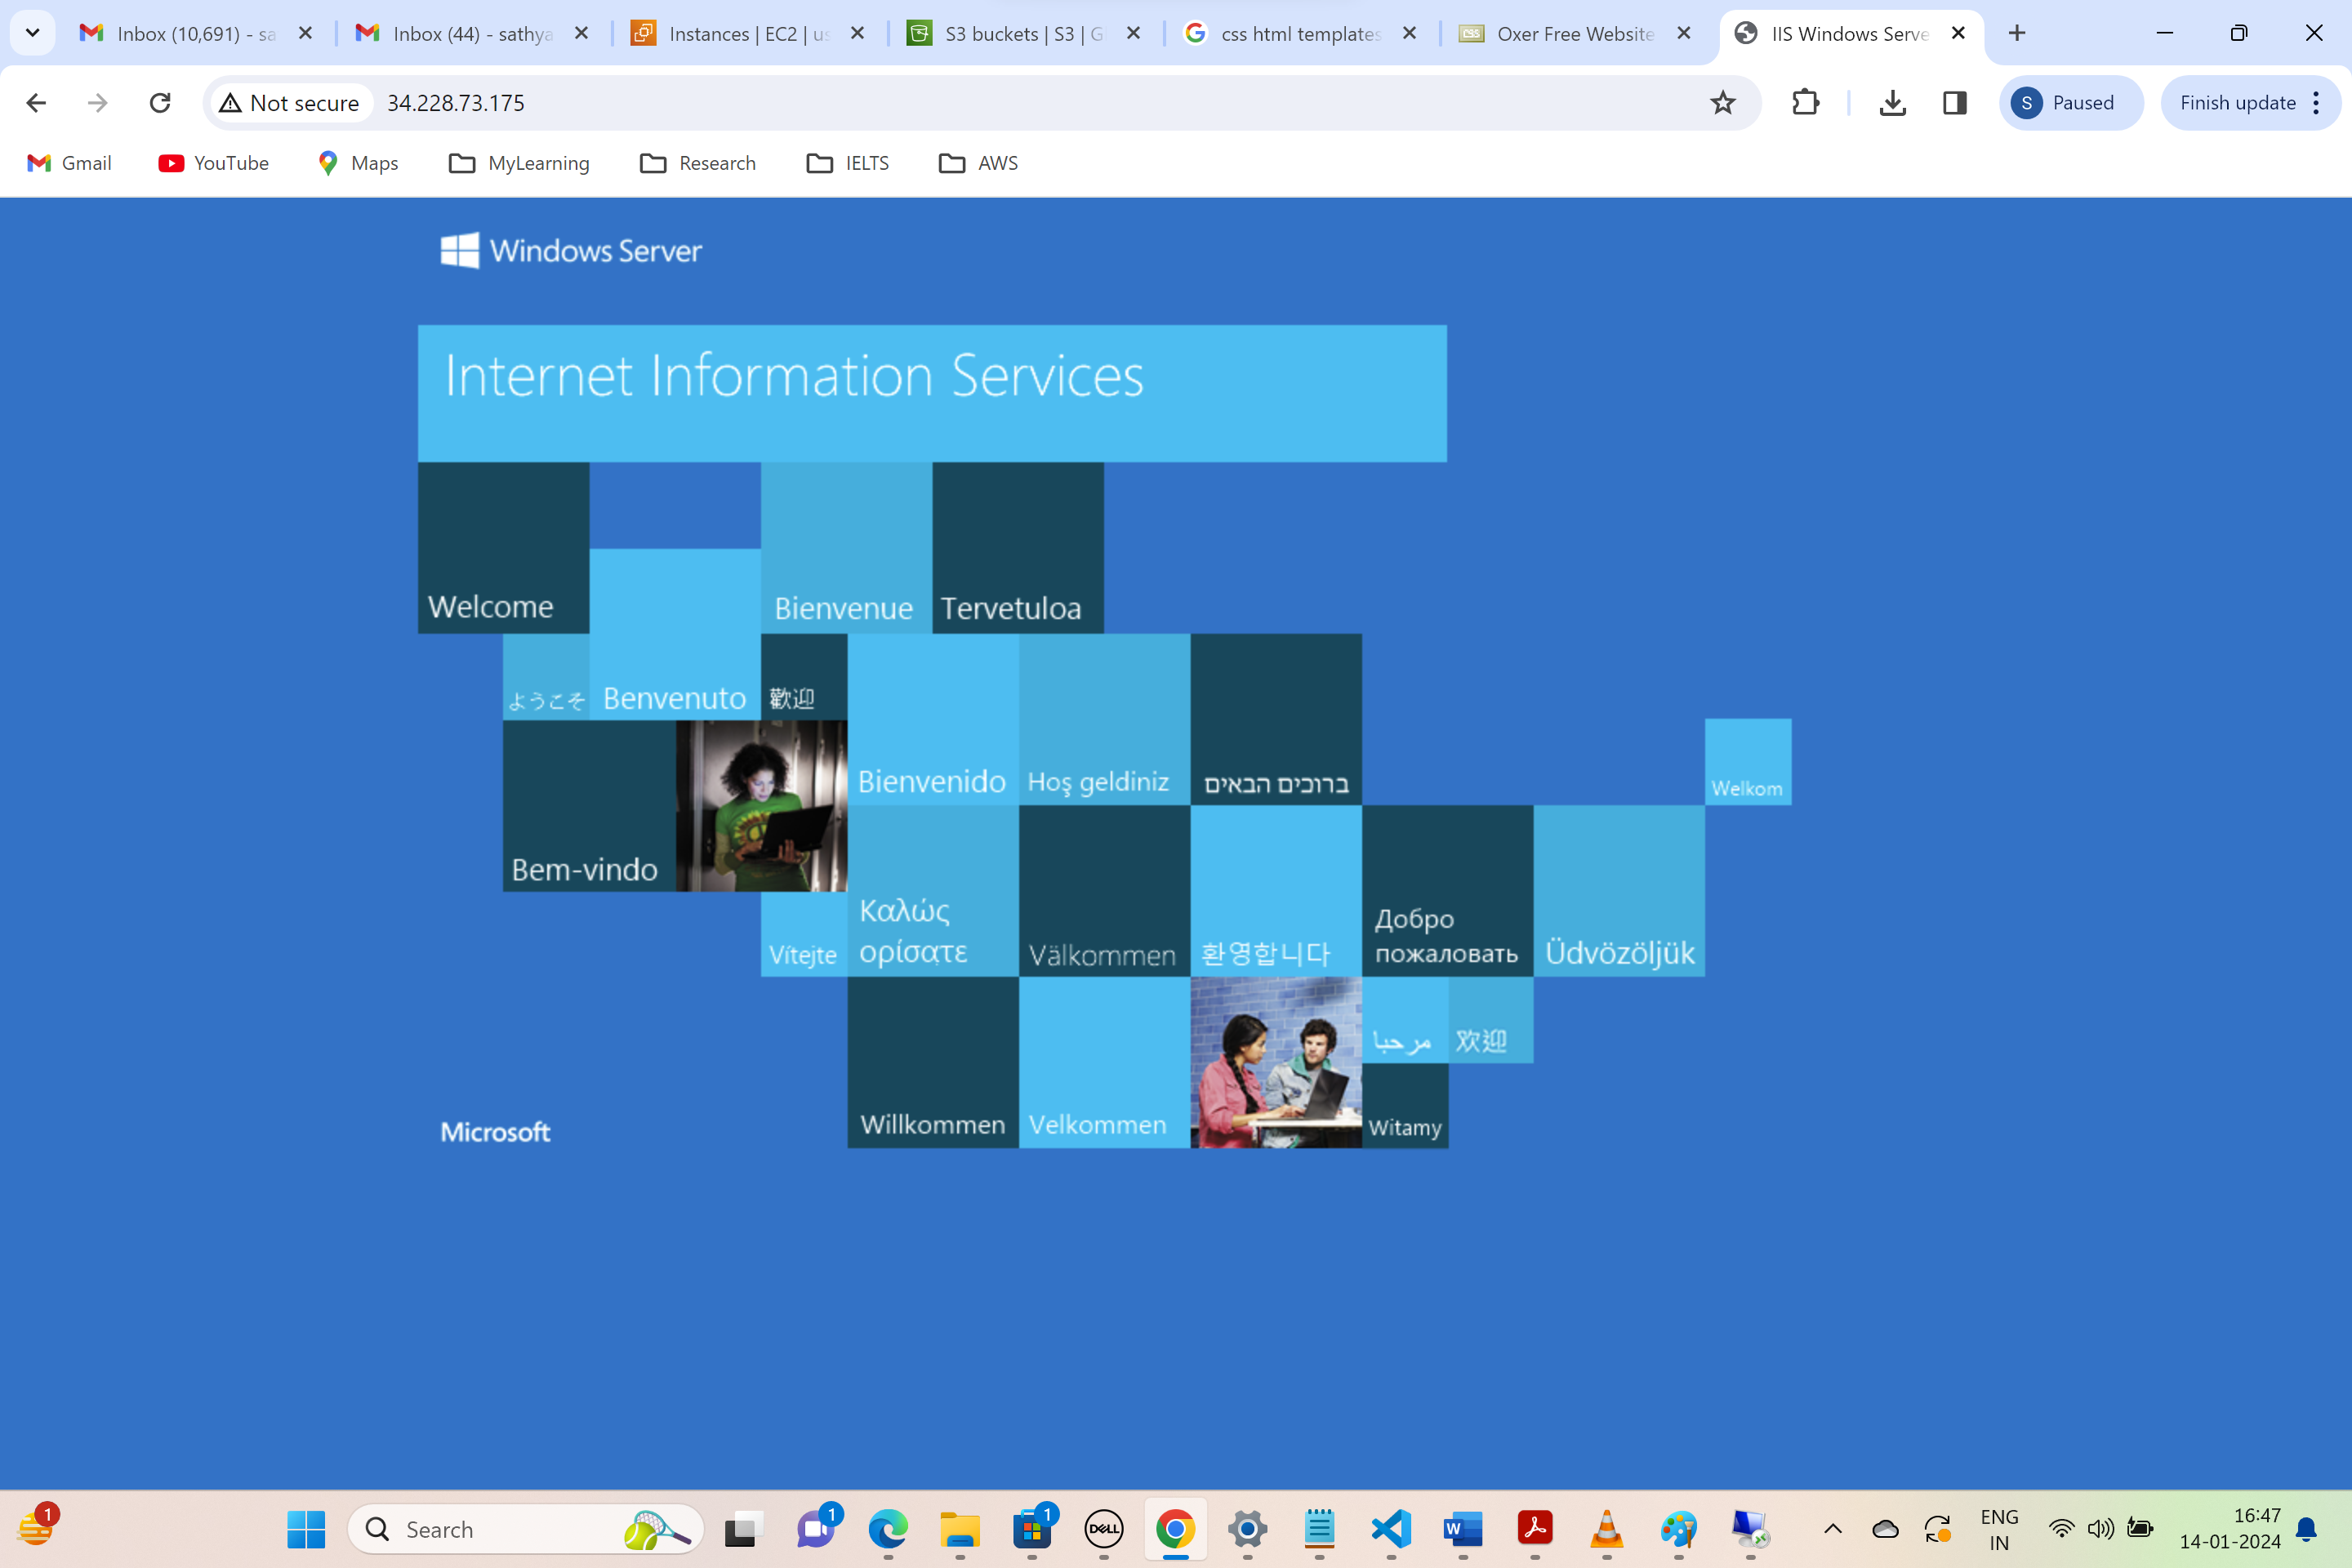 Inbox (10,691) - sa
Inbox (44) - sathya
Instances | EC2 | us
S3 buckets | S3 | G
css html templates
Oxer Free Website
IIS Windows Serve
Not secure
34.228.73.175
S
Paused
Finish update
Gmail
YouTube
Maps
MyLearning
Research
IELTS
AWS
Windows Server
Internet Information Services
Welcome
Bienvenue
Tervetuloa
ようこそ
Benvenuto
歡迎
Bienvenido
Hoş geldiniz
ברוכים הבאים
Welkom
Bem-vindo
Vítejte
Καλώς
ορίσατε
Välkommen
환영합니다
Добро
пожаловать
Üdvözöljük
Willkommen
Velkommen
مرحبا
欢迎
Witamy
Microsoft
1
Search
1
1
DELL
W
ENG
IN
16:47
14-01-2024